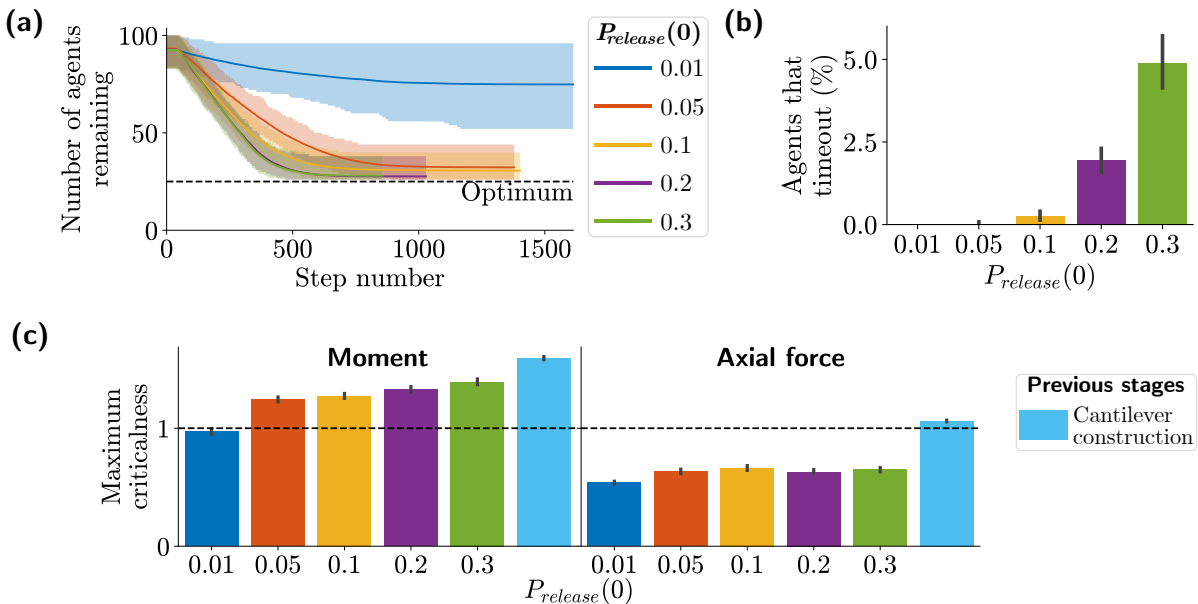 (a)
Number of agents
remaining
100
50
0
Optimum
0
500
1000
1500
Step number
P_release(0)
0.01
0.05
0.1
0.2
0.3
(b)
Agents that
timeout (%)
5.0
2.5
0.0
0.01 0.05 0.1 0.2 0.3
P_release(0)
(c)
Maximum
criticalness
1
0
Moment
Axial force
0.01 0.05 0.1 0.2 0.3
0.01 0.05 0.1 0.2 0.3
P_release(0)
Previous stages
Cantilever
construction